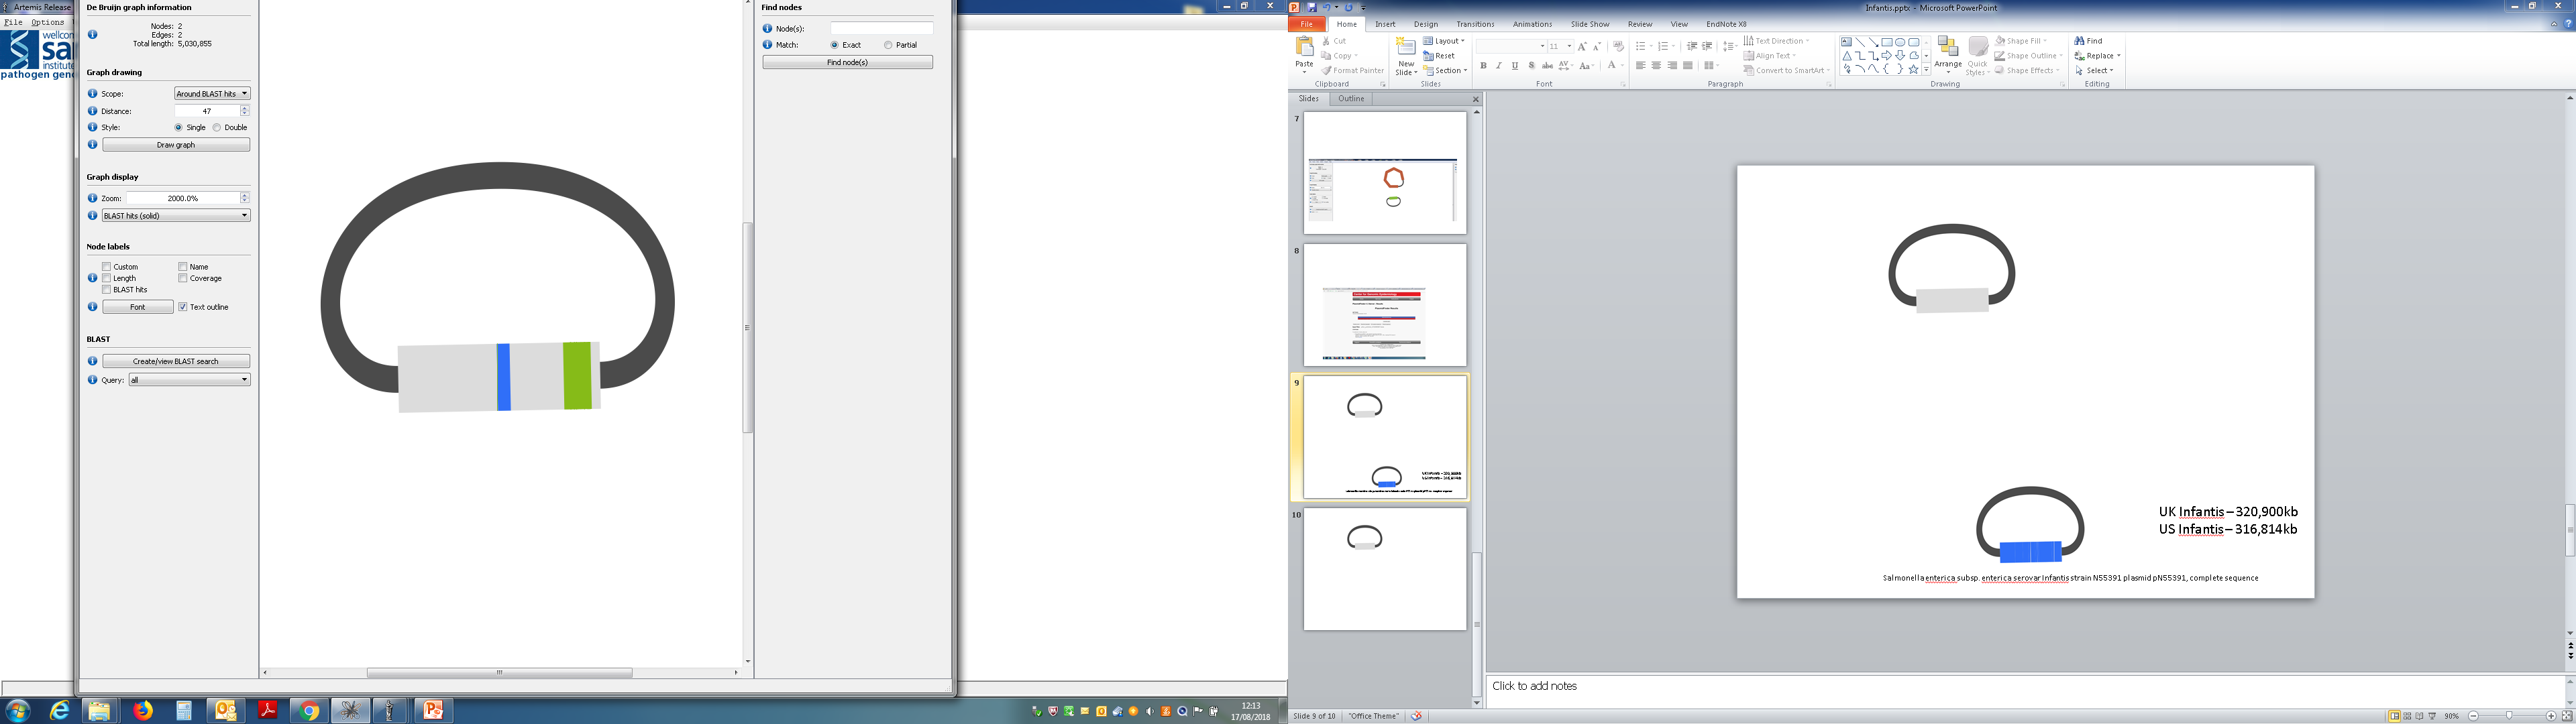 Artemis Release
File Options
wellcome
sa
institute
pathogen geno
De Bruijn graph information
Nodes: 2
Edges: 2
Total length: 5,030,855
Graph drawing
Scope: Around BLAST hits
Distance: 47
Style: Single Double
Draw graph
Graph display
Zoom: 2000.0%
BLAST hits (solid)
Node labels
Custom Name
Length Coverage
BLAST hits
Font Text outline
BLAST
Create/view BLAST search
Query: all
Find nodes
Node(s):
Match: Exact Partial
Find node(s)
12:13
17/08/2018
Infantis.pptx - Microsoft PowerPoint
File Home Insert Design Transitions Animations Slide Show Review View EndNote X8
Paste
Cut
Copy
Format Painter
Clipboard
New Slide
Layout
Reset
Section
Slides
11
Font
Text Direction
Align Text
Convert to SmartArt
Paragraph
Arrange
Quick Styles
Shape Fill
Shape Outline
Shape Effects
Drawing
Find
Replace
Select
Editing
Slides Outline
7
8
9
10
UK Infantis – 320,900kb
US Infantis – 316,814kb
Salmonella enterica subsp. enterica serovar Infantis strain N55391 plasmid pN55391, complete sequence
Click to add notes
Slide 9 of 10 "Office Theme" 90%